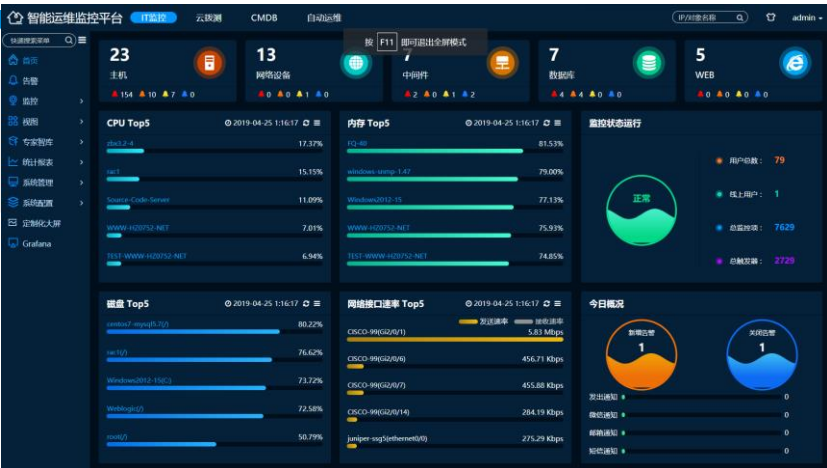 智能运维监控平台 IT监控 云拨测 CMDB 自动运维 IP/对象名称 admin
按 F11 即可退出全屏模式
快速搜索菜单
首页
告警
监控
视图
专家智库
统计报表
系统管理
系统配置
定制化大屏
Grafana
23
主机
154 10 7 0
13
网络设备
0 0 1 0
7
中间件
2 0 1 2
7
数据库
4 4 0 0
5
WEB
0 0 0 0
CPU Top5 2019-04-25 1:16:17
zbx3.2-4 17.37%
rac1 15.15%
Source-Code-Server 11.09%
WWW-HZ0752-NET 7.01%
TEST-WWW-HZ0752-NET 6.94%
内存 Top5 2019-04-25 1:16:17
FQ-40 81.53%
windows-snmp-1.47 79.00%
Windows2012-15 77.13%
WWW-HZ0752-NET 75.93%
TEST-WWW-HZ0752-NET 74.85%
监控状态运行
正常
用户总数： 79
线上用户： 1
总监控项： 7629
总触发器： 2729
磁盘 Top5 2019-04-25 1:16:17
centos7-mysql5.7(/) 80.22%
rac1(/) 76.62%
Windows2012-15(C:) 73.72%
Weblogic(/) 72.58%
root(/) 50.79%
网络接口速率 Top5 2019-04-25 1:16:17
发送速率 接收速率
CISCO-99(Gi2/0/1) 5.83 Mbps
CISCO-99(Gi2/0/6) 456.71 Kbps
CISCO-99(Gi2/0/7) 455.88 Kbps
CISCO-99(Gi2/0/14) 284.19 Kbps
juniper-ssg5(ethernet0/0) 275.29 Kbps
今日概况
新增告警
1
关闭告警
1
发出通知 0
微信通知 0
邮箱通知 0
短信通知 0